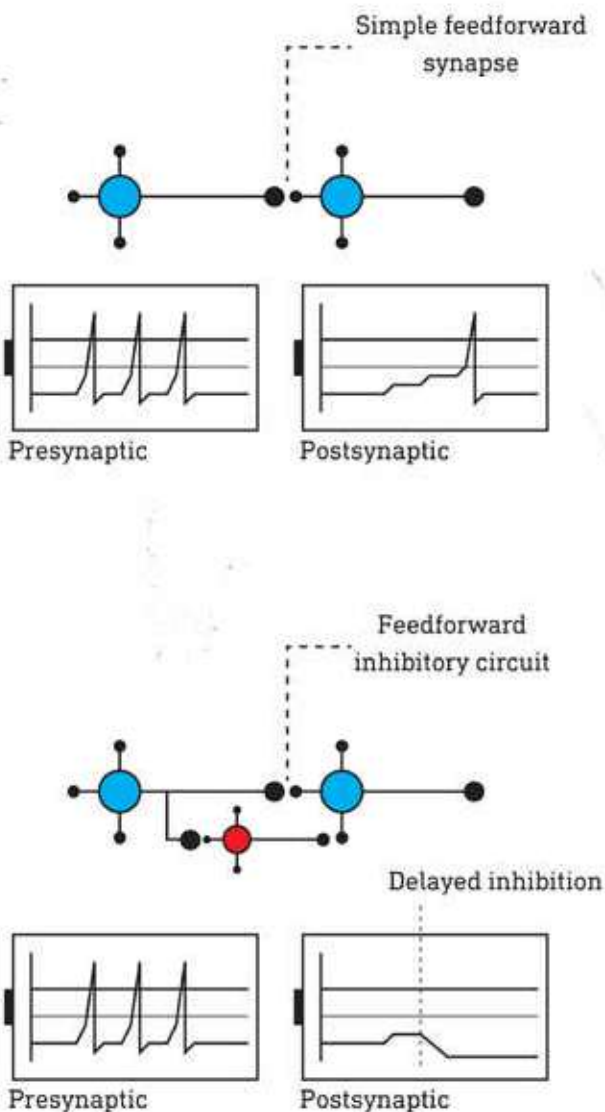 Simple feedforward
synapse
Presynaptic
Postsynaptic
Feedforward
inhibitory circuit
Delayed inhibition
Presynaptic
Postsynaptic